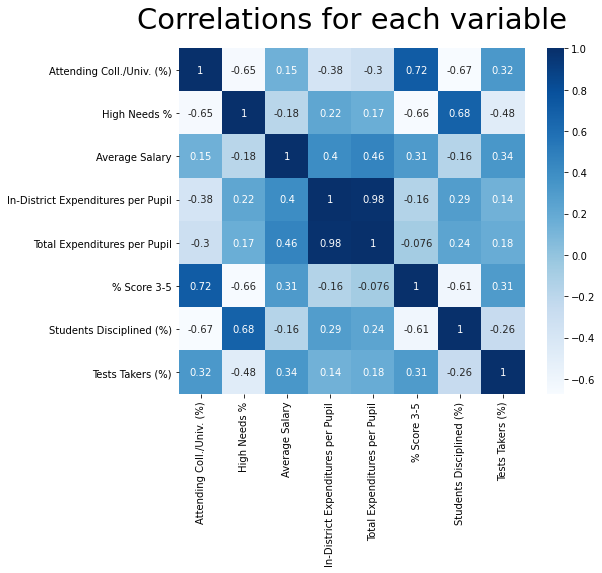 Correlations for each variable
Attending Coll./Univ. (%) 1 -0.65 0.15 -0.38 -0.3 0.72 -0.67 0.32
High Needs % -0.65 1 -0.18 0.22 0.17 -0.66 0.68 -0.48
Average Salary 0.15 -0.18 1 0.4 0.46 0.31 -0.16 0.34
In-District Expenditures per Pupil -0.38 0.22 0.4 1 0.98 -0.16 0.29 0.14
Total Expenditures per Pupil -0.3 0.17 0.46 0.98 1 -0.076 0.24 0.18
% Score 3-5 0.72 -0.66 0.31 -0.16 -0.076 1 -0.61 0.31
Students Disciplined (%) -0.67 0.68 -0.16 0.29 0.24 -0.61 1 -0.26
Tests Takers (%) 0.32 -0.48 0.34 0.14 0.18 0.31 -0.26 1
Attending Coll./Univ. (%)
High Needs %
Average Salary
In-District Expenditures per Pupil
Total Expenditures per Pupil
% Score 3-5
Students Disciplined (%)
Tests Takers (%)
1.0
0.8
0.6
0.4
0.2
0.0
-0.2
-0.4
-0.6